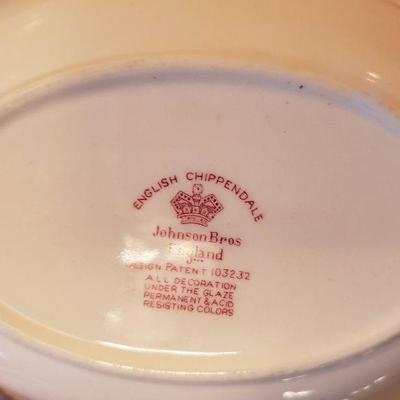 ENGLISH CHIPPENDALE
Johnson Bros
England
DESIGN PATENT 103232
ALL DECORATION
UNDER THE GLAZE
PERMANENT & ACID
RESISTING COLORS